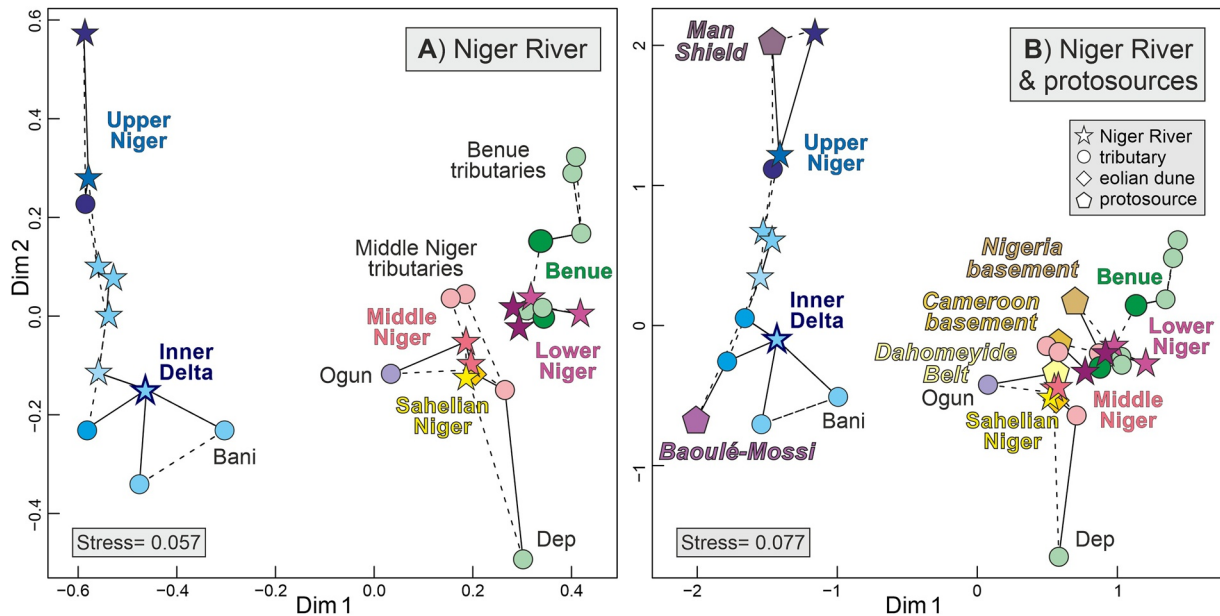 A) Niger River
0.6
0.4
0.2
0.0
−0.2
−0.4
Dim 2
Upper
Niger
Benue
tributaries
Middle Niger
tributaries
Benue
Middle
Niger
Lower
Niger
Inner
Delta
Ogun
Sahelian
Niger
Bani
Dep
Stress= 0.057
−0.6
−0.4
−0.2
0.0
0.2
0.4
Dim 1
B) Niger River
& protosources
Niger River
tributary
eolian dune
protosource
2
1
0
−1
Man
Shield
Upper
Niger
Nigeria
basement
Benue
Cameroon
basement
Inner
Delta
Lower
Niger
Dahomeyide
Belt
Ogun
Middle
Niger
Sahelian
Niger
Bani
Baoulé-Mossi
Dep
Stress= 0.077
−2
−1
0
1
Dim 1